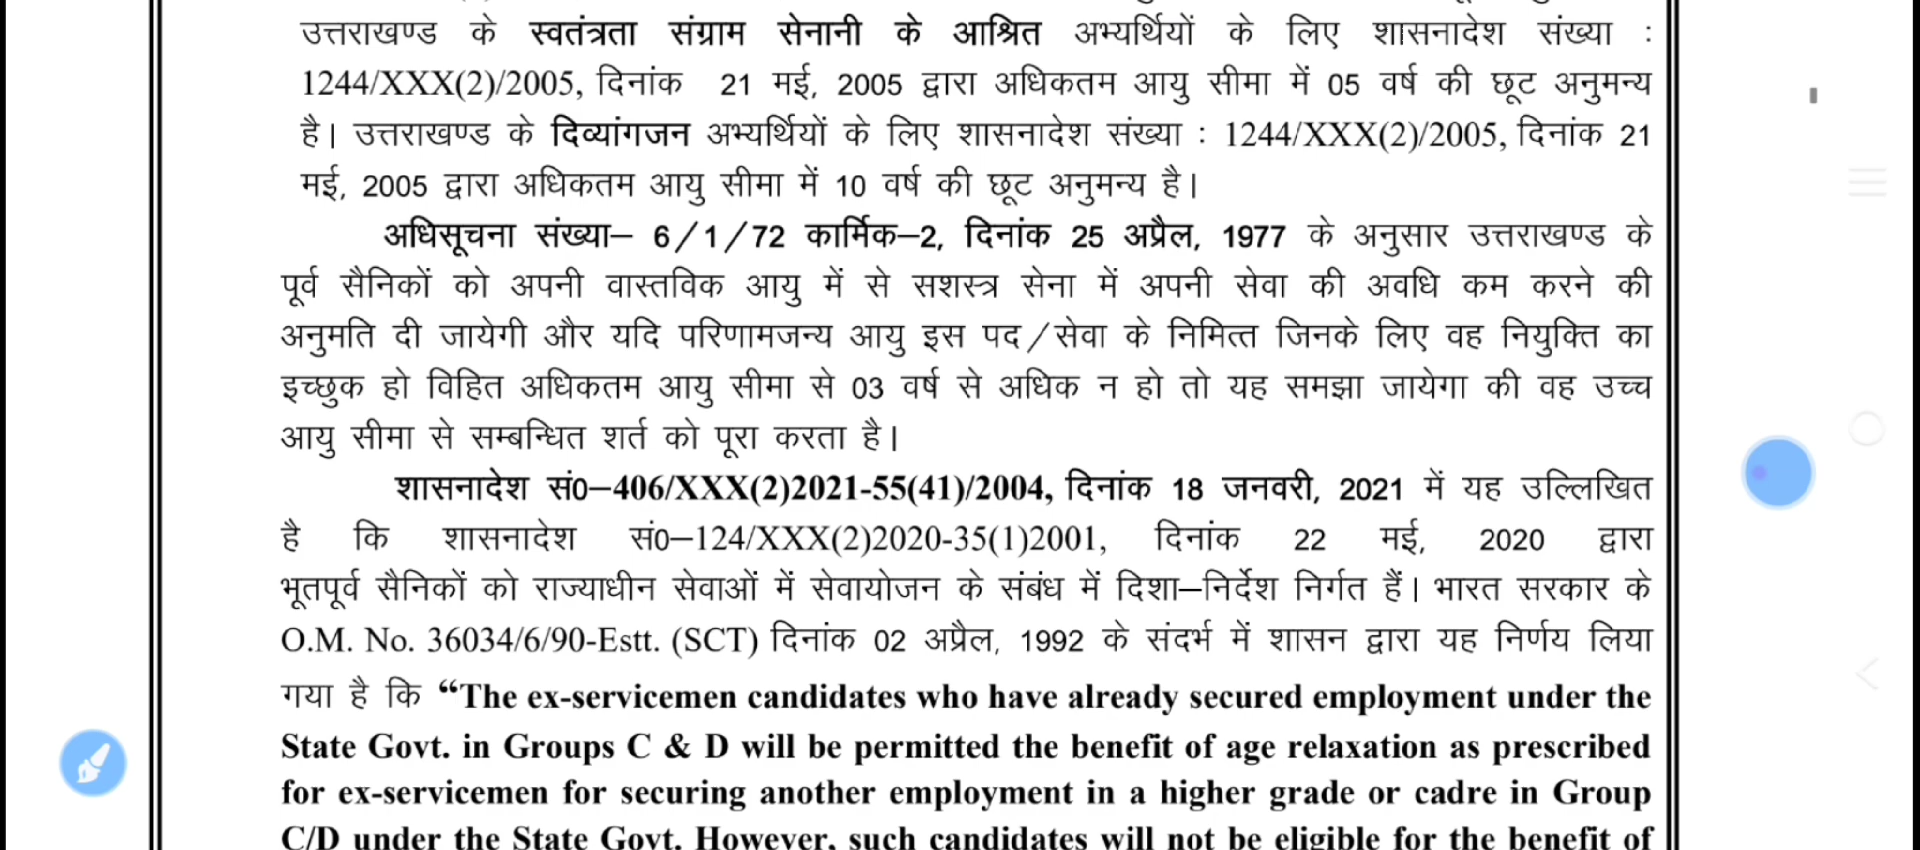 उत्तराखण्ड के स्वतंत्रता संग्राम सेनानी के आश्रित अभ्यर्थियों के लिए शासनादेश संख्या :
1244/XXX(2)/2005, दिनांक 21 मई, 2005 द्वारा अधिकतम आयु सीमा में 05 वर्ष की छूट अनुमन्य
है। उत्तराखण्ड के दिव्यांगजन अभ्यर्थियों के लिए शासनादेश संख्या : 1244/XXX(2)/2005, दिनांक 21
मई, 2005 द्वारा अधिकतम आयु सीमा में 10 वर्ष की छूट अनुमन्य है।
अधिसूचना संख्या– 6/1/72 कार्मिक–2, दिनांक 25 अप्रैल, 1977 के अनुसार उत्तराखण्ड के
पूर्व सैनिकों को अपनी वास्तविक आयु में से सशस्त्र सेना में अपनी सेवा की अवधि कम करने की
अनुमति दी जायेगी और यदि परिणामजन्य आयु इस पद/सेवा के निमित्त जिनके लिए वह नियुक्ति का
इच्छुक हो विहित अधिकतम आयु सीमा से 03 वर्ष से अधिक न हो तो यह समझा जायेगा की वह उच्च
आयु सीमा से सम्बन्धित शर्त को पूरा करता है।
शासनादेश सं0–406/XXX(2)2021-55(41)/2004, दिनांक 18 जनवरी, 2021 में यह उल्लिखित
है कि शासनादेश सं0–124/XXX(2)2020-35(1)2001, दिनांक 22 मई, 2020 द्वारा
भूतपूर्व सैनिकों को राज्याधीन सेवाओं में सेवायोजन के संबंध में दिशा–निर्देश निर्गत हैं। भारत सरकार के
O.M. No. 36034/6/90-Estt. (SCT) दिनांक 02 अप्रैल, 1992 के संदर्भ में शासन द्वारा यह निर्णय लिया
गया है कि “The ex-servicemen candidates who have already secured employment under the
State Govt. in Groups C & D will be permitted the benefit of age relaxation as prescribed
for ex-servicemen for securing another employment in a higher grade or cadre in Group
C/D under the State Govt. However, such candidates will not be eligible for the benefit of